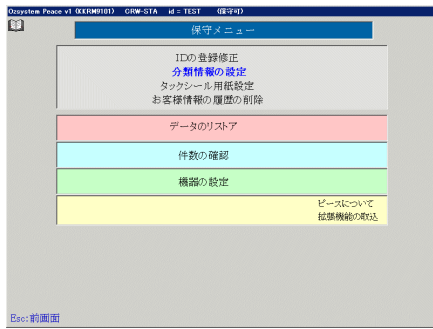 Ozsystem Peace v1 (KKRM9101) GRW-STA id = TEST (保守可)
保守メニュー
IDの登録修正
分類情報の設定
タックシール用紙設定
お客様情報の履歴の削除
データのリストア
件数の確認
機器の設定
ピースについて
拡張機能の取込
Esc:前画面